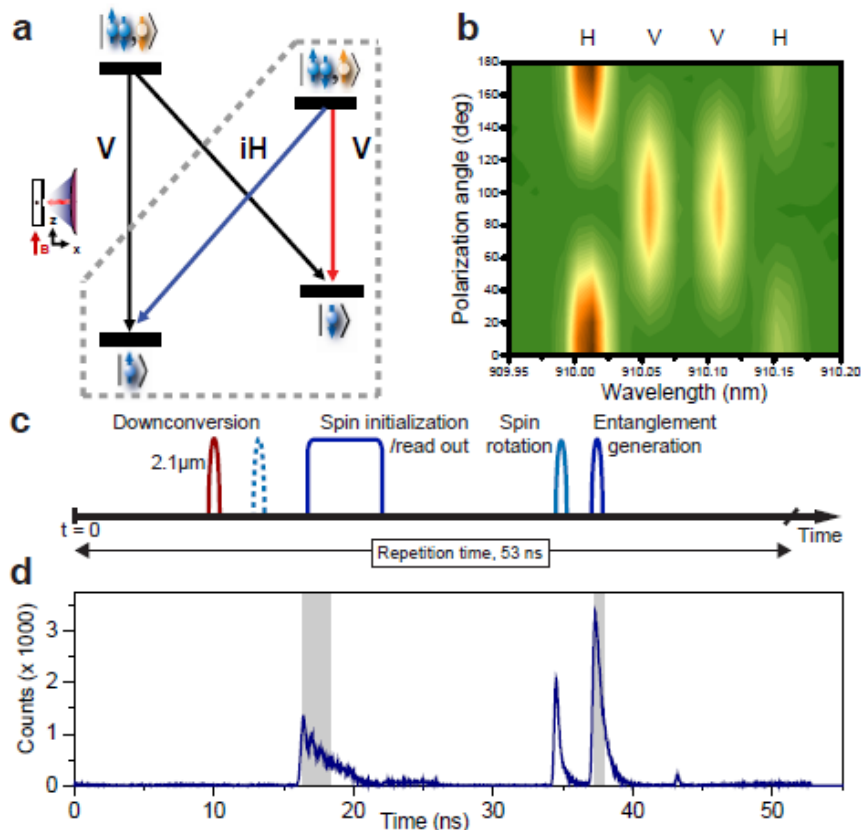 a
V
iH
V
z
B
x
b
H V V H
Polarization angle (deg)
180
160
140
120
100
80
60
40
20
0
909.95 910.00 910.05 910.10 910.15 910.20
Wavelength (nm)
c
Downconversion
Spin initialization
/read out
Spin
rotation
Entanglement
generation
2.1μm
t = 0
Time
Repetition time, 53 ns
d
Counts (x 1000)
3
2
1
0
0 10 20 30 40 50
Time (ns)